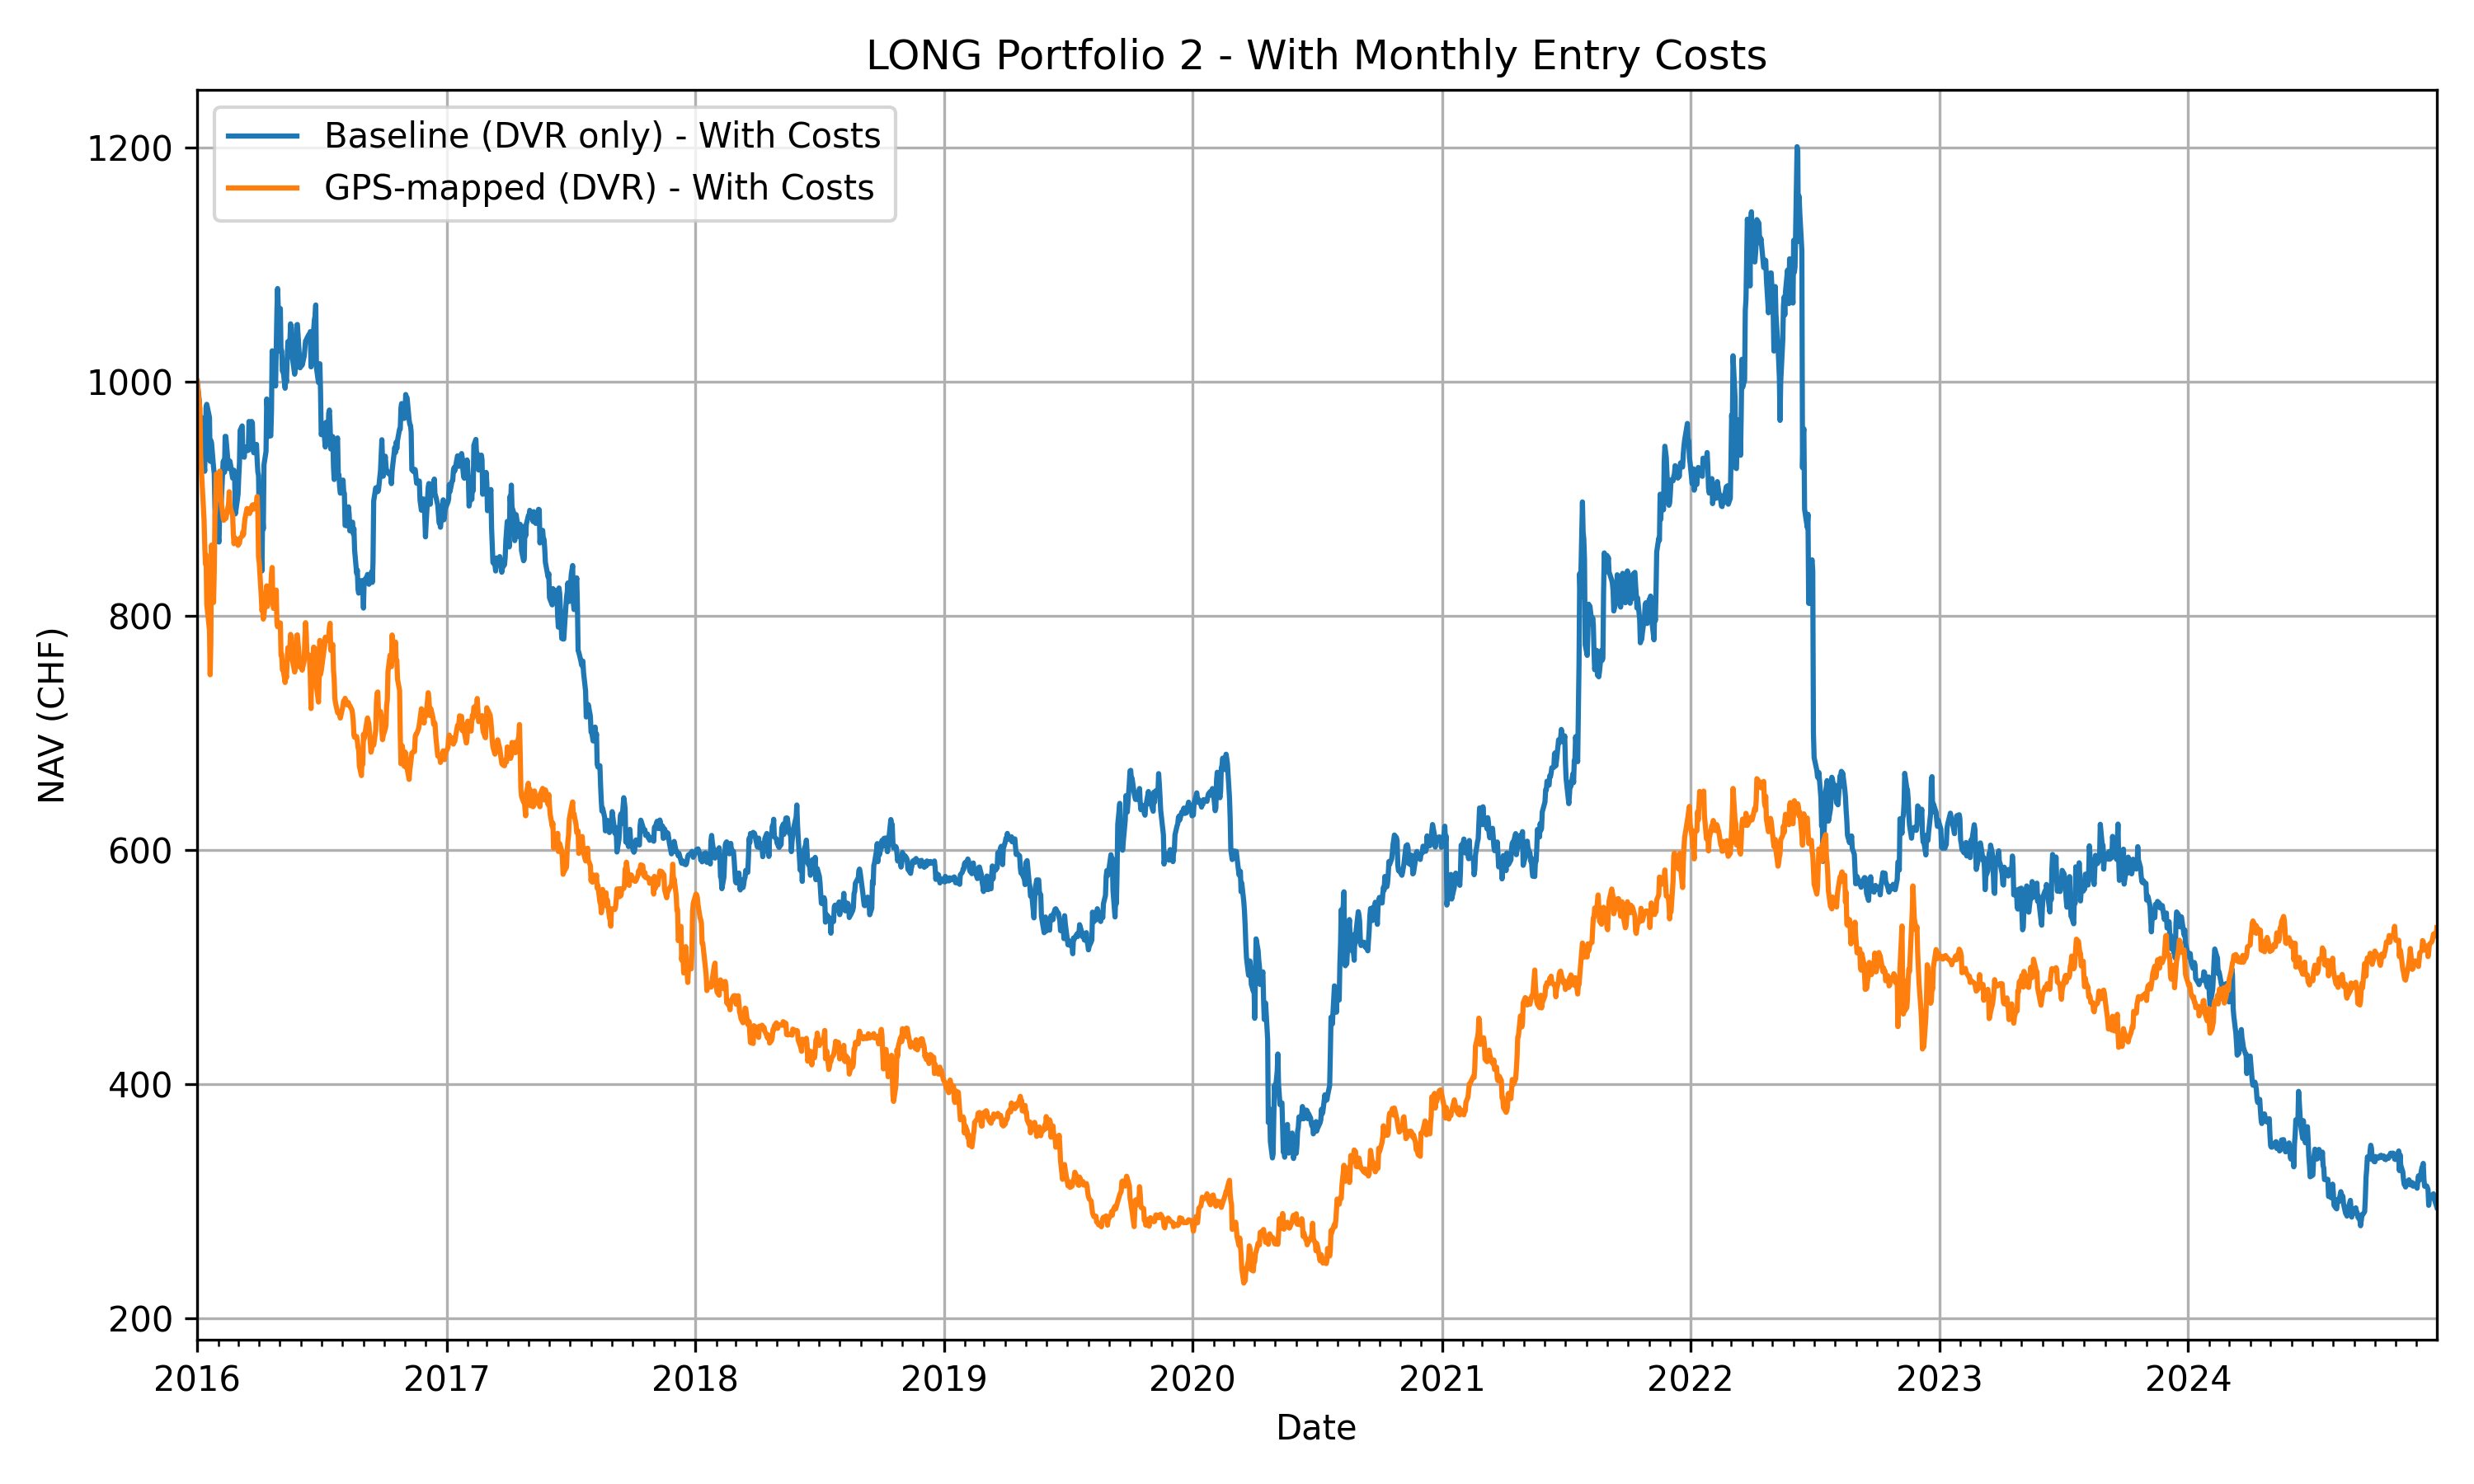 LONG Portfolio 2 - With Monthly Entry Costs
Baseline (DVR only) - With Costs
GPS-mapped (DVR) - With Costs
1200
1000
800
600
400
200
NAV (CHF)
2016 2017 2018 2019 2020 2021 2022 2023 2024
Date